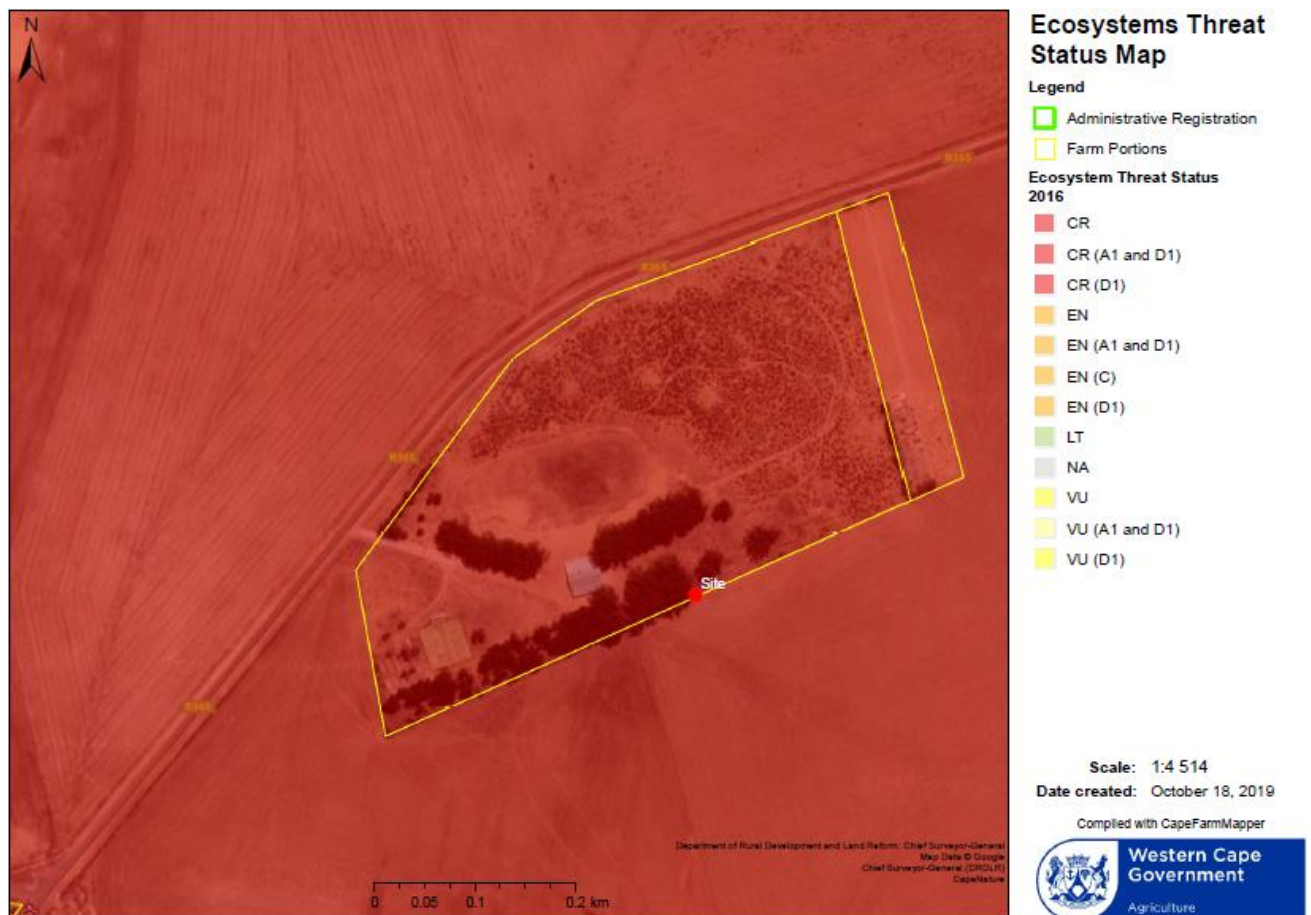 N
R365
R365
R365
R365
Site
Department of Rural Development and Land Reform: Chief Surveyor-General
Map Data © Google
Chief Surveyor-General (DRDLR)
CapeNature
0 0.05 0.1 0.2 km
Ecosystems Threat
Status Map
Legend
Administrative Registration
Farm Portions
Ecosystem Threat Status
2016
CR
CR (A1 and D1)
CR (D1)
EN
EN (A1 and D1)
EN (C)
EN (D1)
LT
NA
VU
VU (A1 and D1)
VU (D1)
Scale: 1:4 514
Date created: October 18, 2019
Compiled with CapeFarmMapper
Western Cape
Government
Agriculture